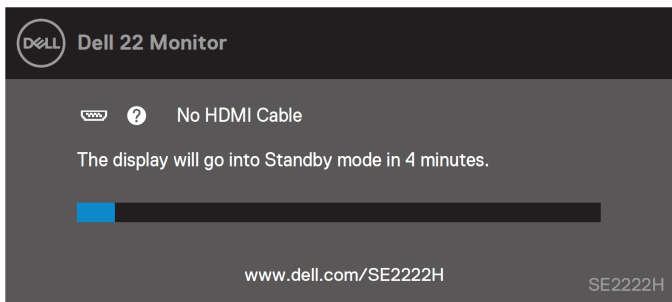 DELL Dell 22 Monitor
? No HDMI Cable
The display will go into Standby mode in 4 minutes.
www.dell.com/SE2222H
SE2222H